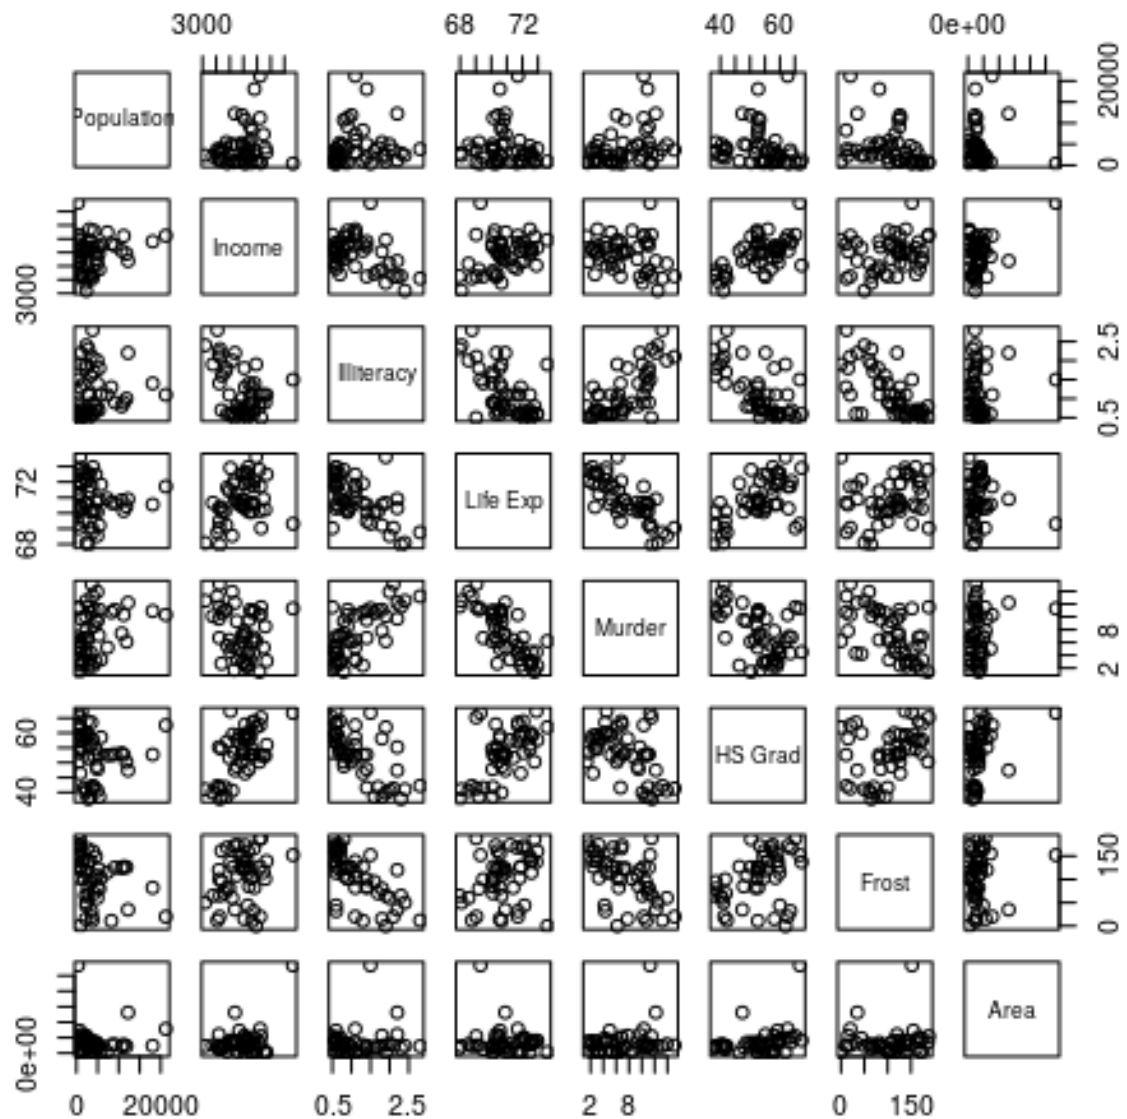 3000 68 72 40 60 0e+00
Population 0 20000
3000 Income
Illiteracy 0.5 2.5
68 72 Life Exp
Murder 2 8
40 60 HS Grad
Frost 0 150
0e+00 Area
0 20000 0.5 2.5 2 8 0 150